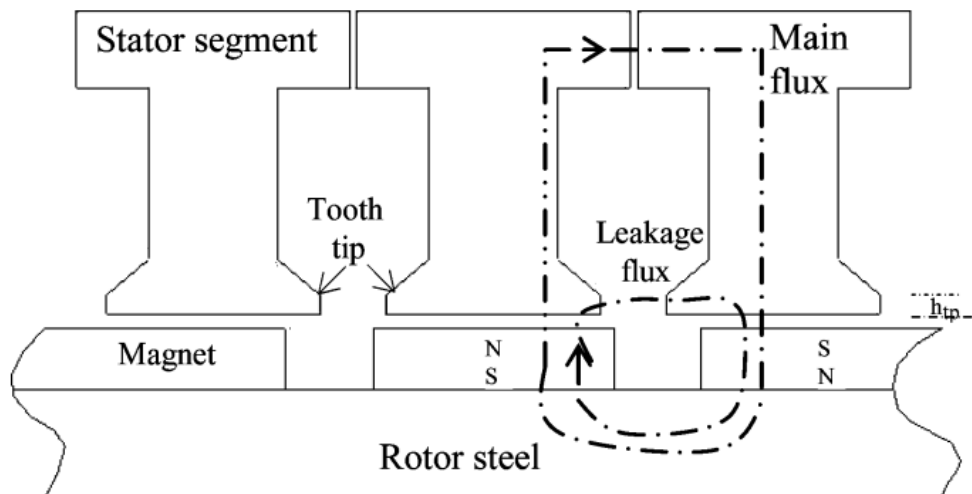 Stator segment
Main
flux
Tooth
tip
Leakage
flux
h_tp
Magnet
N
S
S
N
Rotor steel